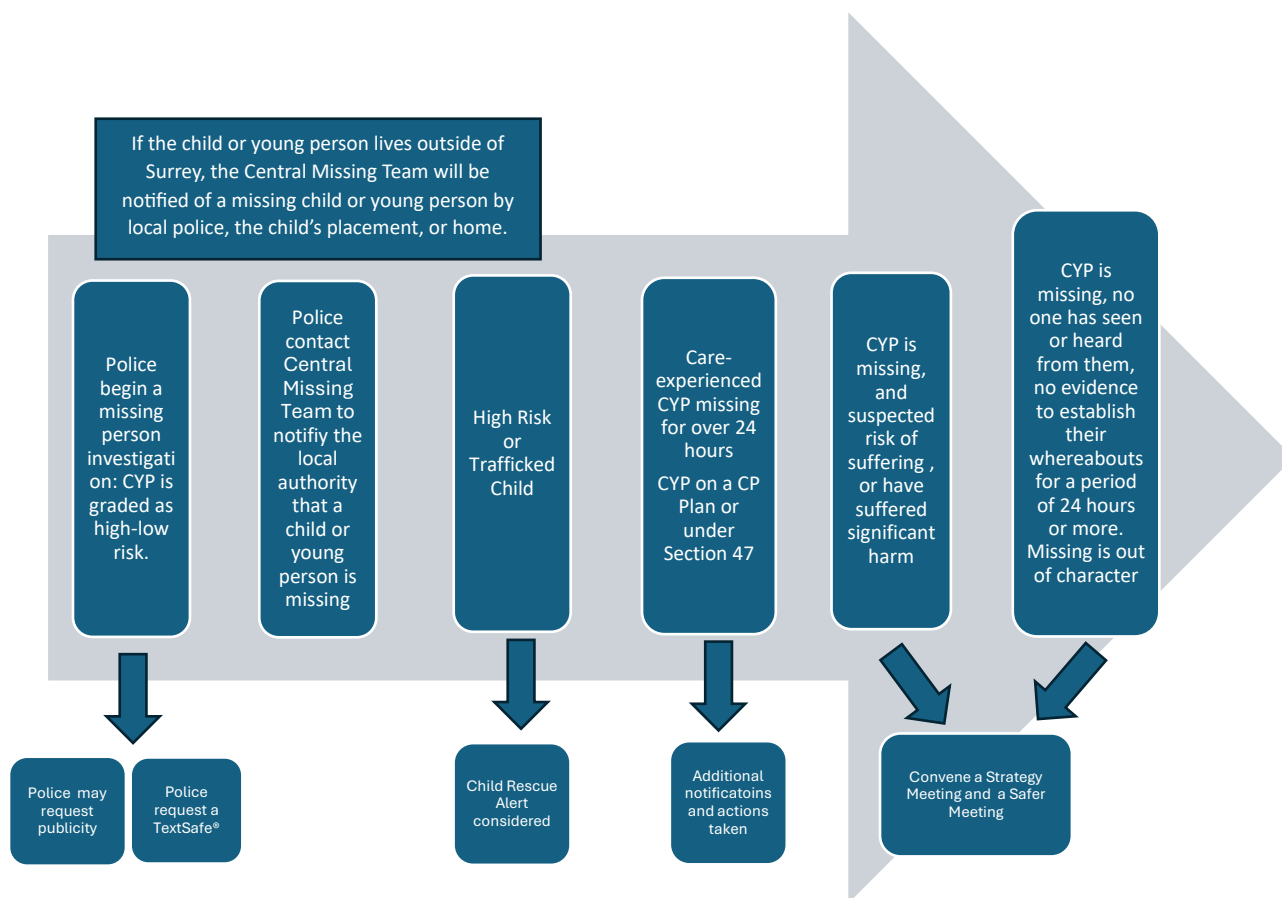 If the child or young person lives outside of
Surrey, the Central Missing Team will be
notified of a missing child or young person by
local police, the child's placement, or home.
Police
begin a
missing
person
investigati
on: CYP is
graded as
high-low
risk.
Police
contact
Central
Missing
Team to
notifiy the
local
authority
that a
child or
young
person is
missing
High Risk
or
Trafficked
Child
Care-
experienced
CYP missing
for over 24
hours
CYP on a CP
Plan or
under
Section 47
CYP is
missing,
and
suspected
risk of
suffering ,
or have
suffered
significant
harm
CYP is
missing, no
one has seen
or heard
from them,
no evidence
to establish
their
whereabouts
for a period
of 24 hours
or more.
Missing is out
of character
Police may
request
publicity
Police
request a
TextSafe®
Child Rescue
Alert
considered
Additional
notificatoins
and actions
taken
Convene a Strategy
Meeting and a Safer
Meeting